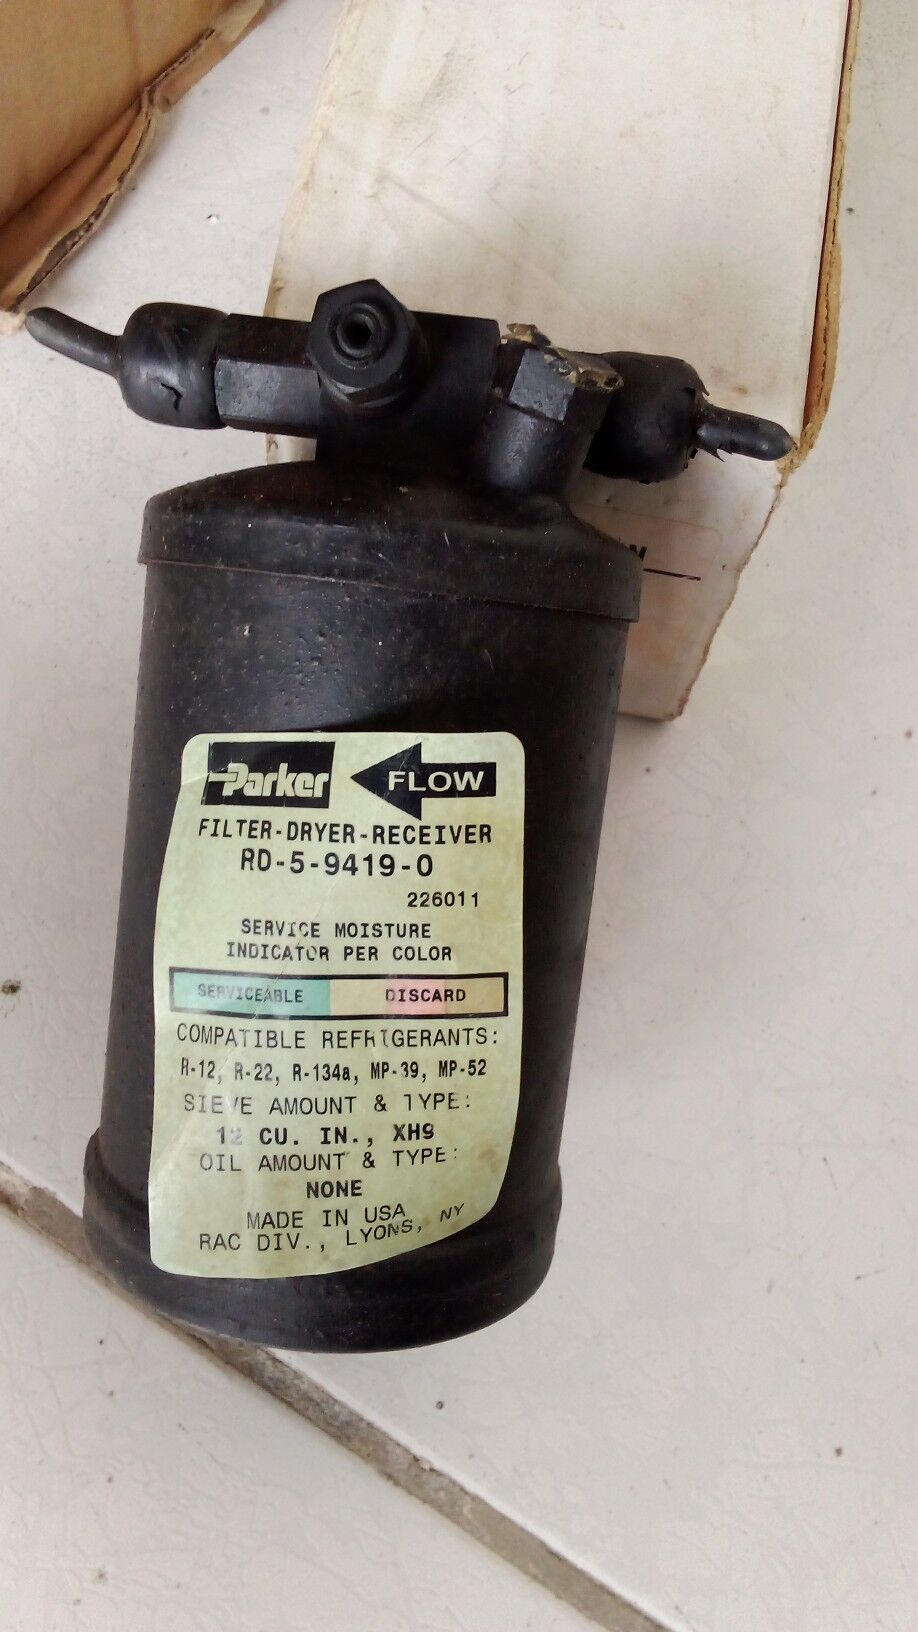 Parker FLOW
FILTER-DRYER-RECEIVER
RD-5-9419-0
226011
SERVICE MOISTURE
INDICATOR PER COLOR
SERVICEABLE DISCARD
COMPATIBLE REFRIGERANTS:
R-12, R-22, R-134a, MP-39, MP-52
SIEVE AMOUNT & TYPE:
12 CU. IN., XH9
OIL AMOUNT & TYPE:
NONE
MADE IN USA
RAC DIV., LYONS, NY